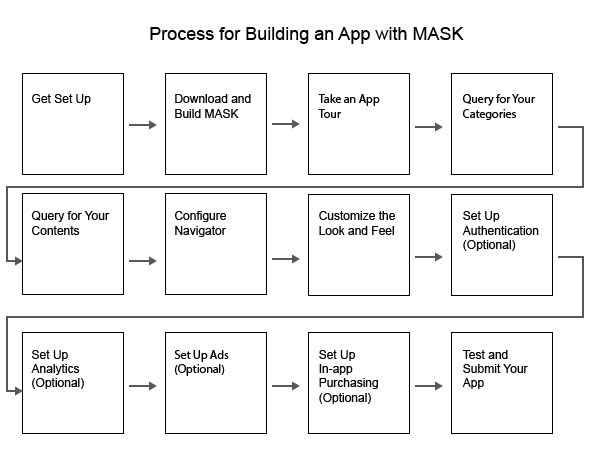 Process for Building an App with MASK
Get Set Up
Download and
Build MASK
Take an App
Tour
Query for Your
Categories
Query for Your
Contents
Configure
Navigator
Customize the
Look and Feel
Set Up
Authentication
(Optional)
Set Up
Analytics
(Optional)
Set Up Ads
(Optional)
Set Up
In-app
Purchasing
(Optional)
Test and
Submit Your
App